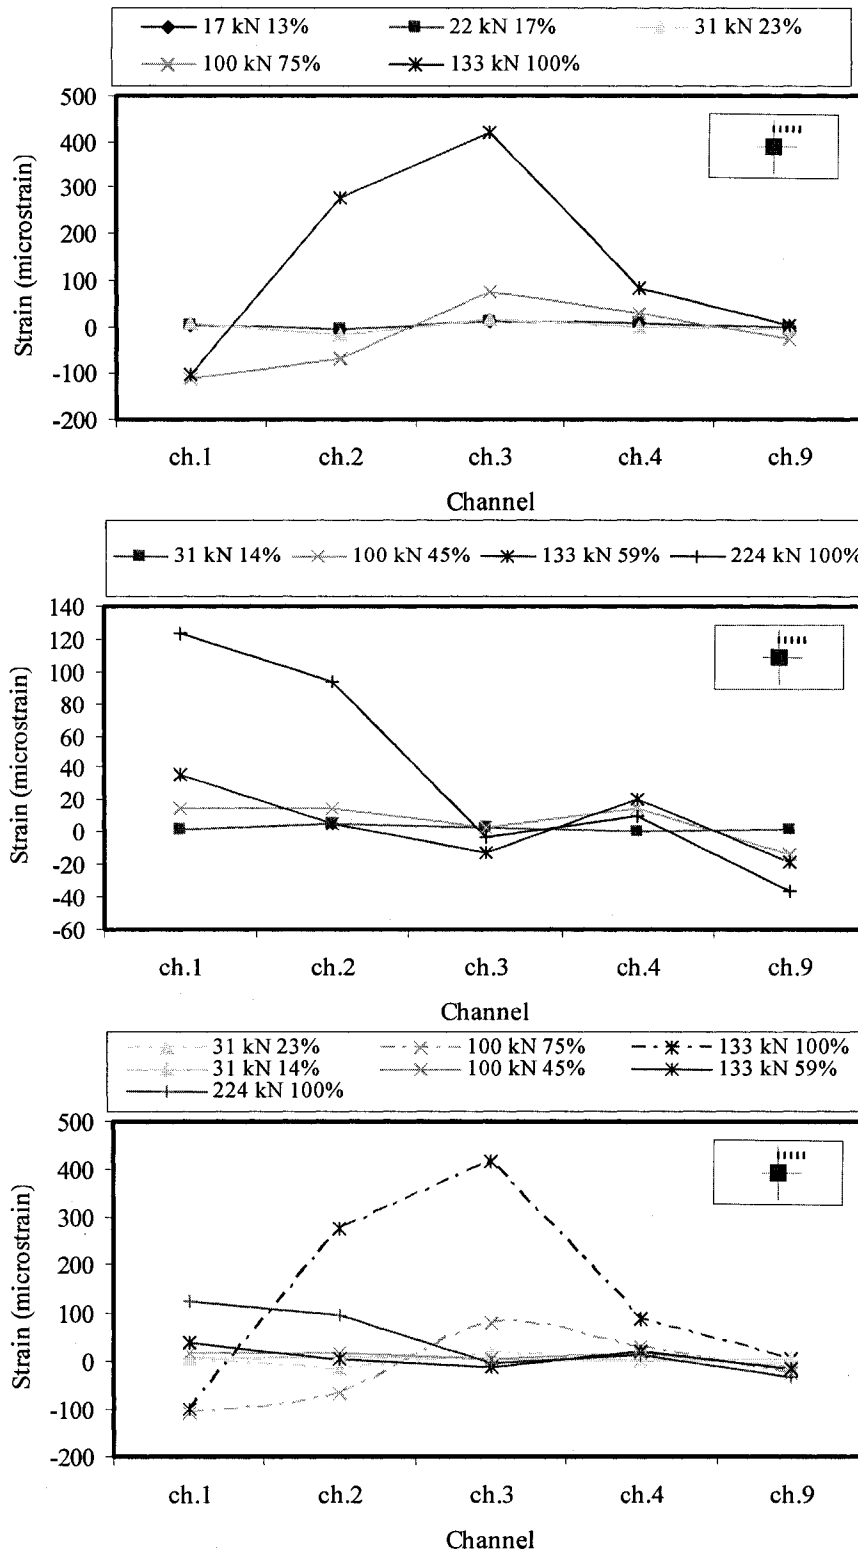 17 kN 13% 22 kN 17% 31 kN 23%
100 kN 75% 133 kN 100%
500
400
300
200
100
0
-100
-200
Strain (microstrain)
ch.1 ch.2 ch.3 ch.4 ch.9
Channel
31 kN 14% 100 kN 45% 133 kN 59% 224 kN 100%
140
120
100
80
60
40
20
0
-20
-40
-60
Strain (microstrain)
ch.1 ch.2 ch.3 ch.4 ch.9
Channel
31 kN 23% 100 kN 75% 133 kN 100%
31 kN 14% 100 kN 45% 133 kN 59%
224 kN 100%
500
400
300
200
100
0
-100
-200
Strain (microstrain)
ch.1 ch.2 ch.3 ch.4 ch.9
Channel